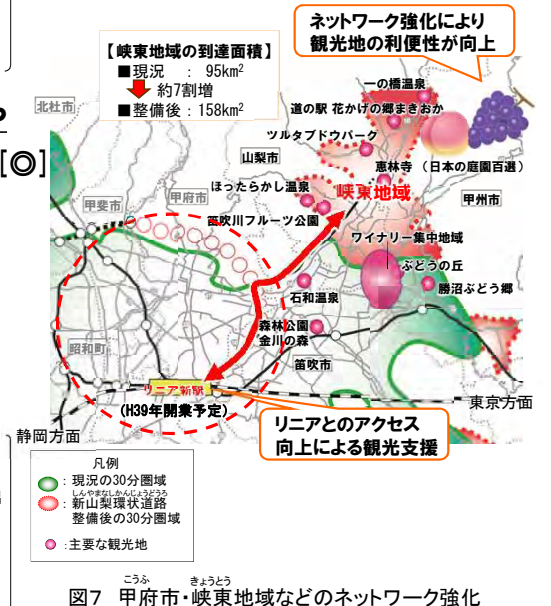 ネットワーク強化により
観光地の利便性が向上
【峡東地域の到達面積】
■現況 : 95km²
約7割増
■整備後:158km²
[◎]
北杜市
一の橋温泉
道の駅 花かげの郷まきおか
ツルタブドウパーク
山梨市
恵林寺 (日本の庭園百選)
甲斐市
甲府市
ほったらかし温泉
峡東地域
甲州市
笛吹川フルーツ公園
ワイナリー集中地域
ぶどうの丘
石和温泉
勝沼ぶどう郷
森林公園
金川の森
昭和町
笛吹市
リニア新駅
(H39年開業予定)
東京方面
静岡方面
リニアとのアクセス
向上による観光支援
凡例
:現況の30分圏域
しんやまなしかんじょうどうろ
:新山梨環状道路
整備後の30分圏域
:主要な観光地
こうふ きょうとう
図7 甲府市・峡東地域などのネットワーク強化